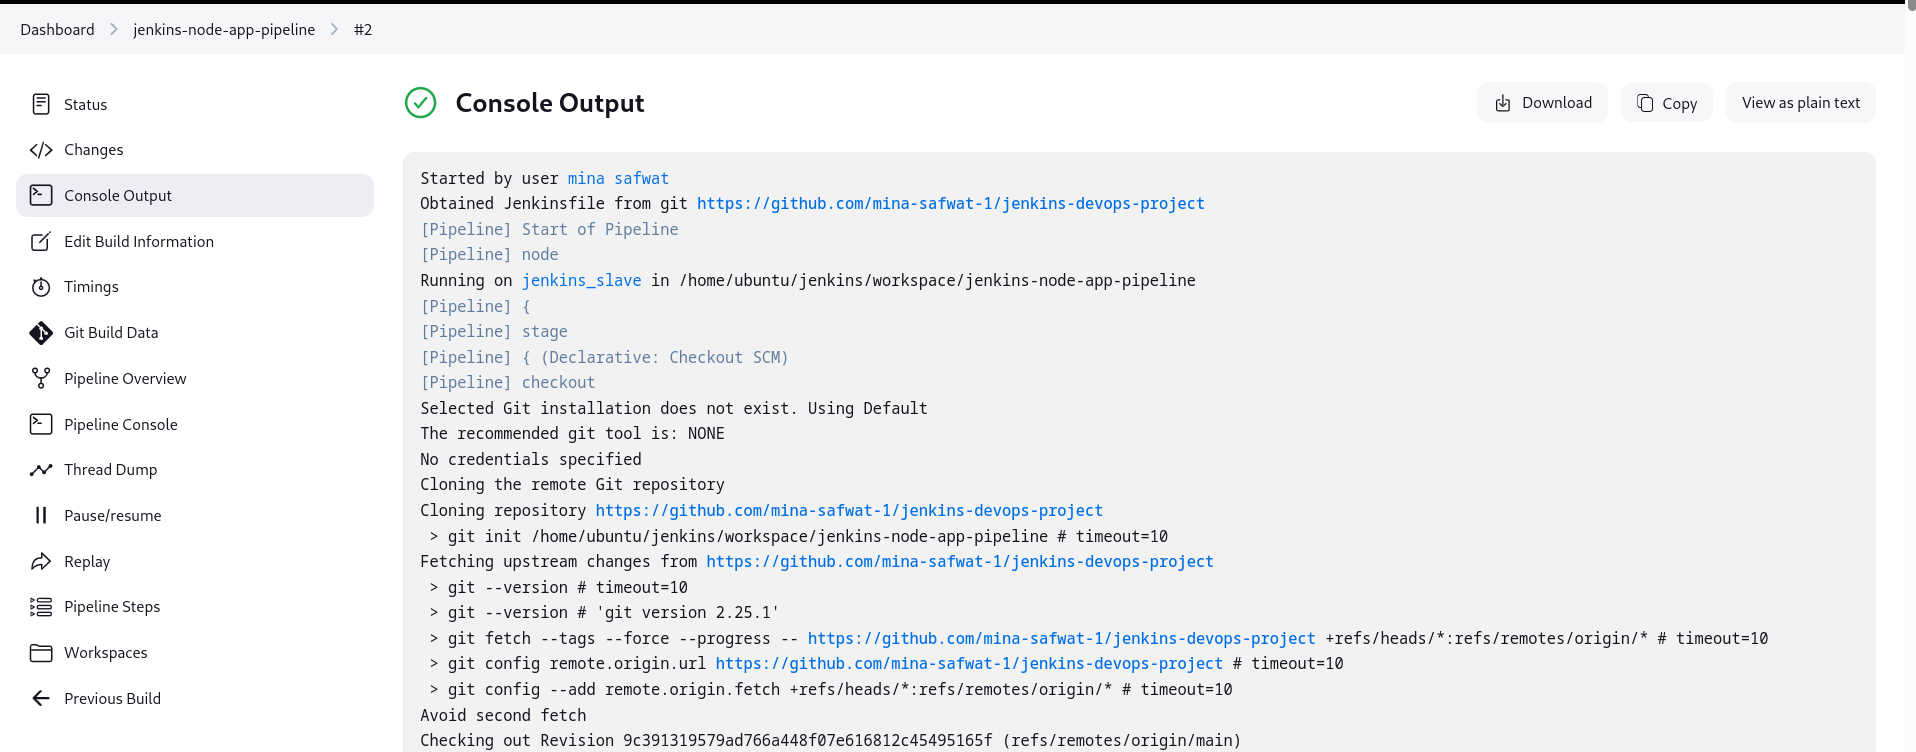 Dashboard > jenkins-node-app-pipeline > #2
Status
Changes
Console Output
Edit Build Information
Timings
Git Build Data
Pipeline Overview
Pipeline Console
Thread Dump
Pause/resume
Replay
Pipeline Steps
Workspaces
Previous Build
Console Output
Download
Copy
View as plain text
Started by user mina safwat
Obtained Jenkinsfile from git https://github.com/mina-safwat-1/jenkins-devops-project
[Pipeline] Start of Pipeline
[Pipeline] node
Running on jenkins_slave in /home/ubuntu/jenkins/workspace/jenkins-node-app-pipeline
[Pipeline] {
[Pipeline] stage
[Pipeline] { (Declarative: Checkout SCM)
[Pipeline] checkout
Selected Git installation does not exist. Using Default
The recommended git tool is: NONE
No credentials specified
Cloning the remote Git repository
Cloning repository https://github.com/mina-safwat-1/jenkins-devops-project
 > git init /home/ubuntu/jenkins/workspace/jenkins-node-app-pipeline # timeout=10
Fetching upstream changes from https://github.com/mina-safwat-1/jenkins-devops-project
 > git --version # timeout=10
 > git --version # 'git version 2.25.1'
 > git fetch --tags --force --progress -- https://github.com/mina-safwat-1/jenkins-devops-project +refs/heads/*:refs/remotes/origin/* # timeout=10
 > git config remote.origin.url https://github.com/mina-safwat-1/jenkins-devops-project # timeout=10
 > git config --add remote.origin.fetch +refs/heads/*:refs/remotes/origin/* # timeout=10
Avoid second fetch
Checking out Revision 9c391319579ad766a448f07e616812c45495165f (refs/remotes/origin/main)